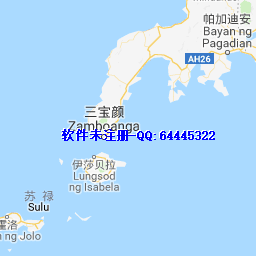 帕加迪安
Bayan ng
Pagadian
AH26
三宝颜
Zamboanga
软件未注册-QQ:64445322
伊莎贝拉
Lungsod
ng Isabela
苏 禄
Sulu
霍洛
n ng Jolo